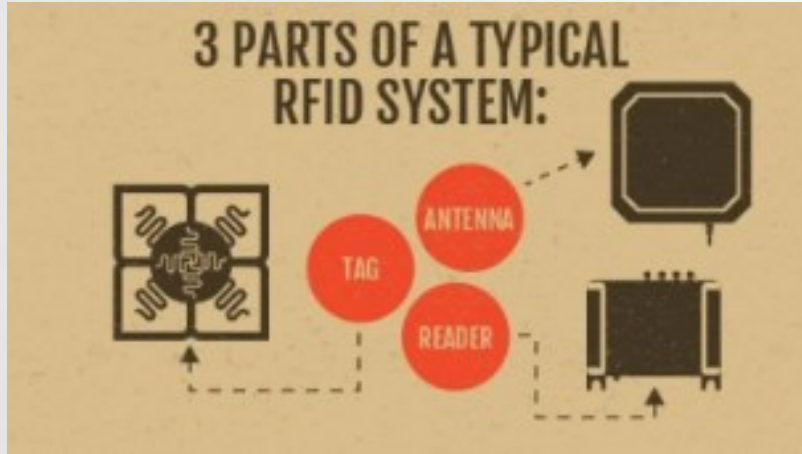 3 PARTS OF A TYPICAL
RFID SYSTEM:
ANTENNA
TAG
READER